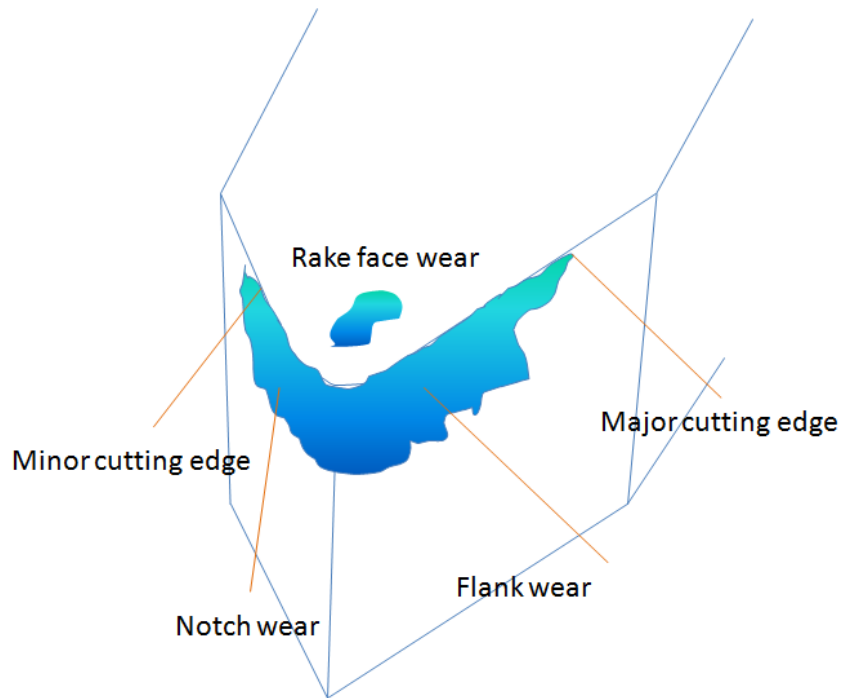 Rake face wear
Major cutting edge
Minor cutting edge
Flank wear
Notch wear